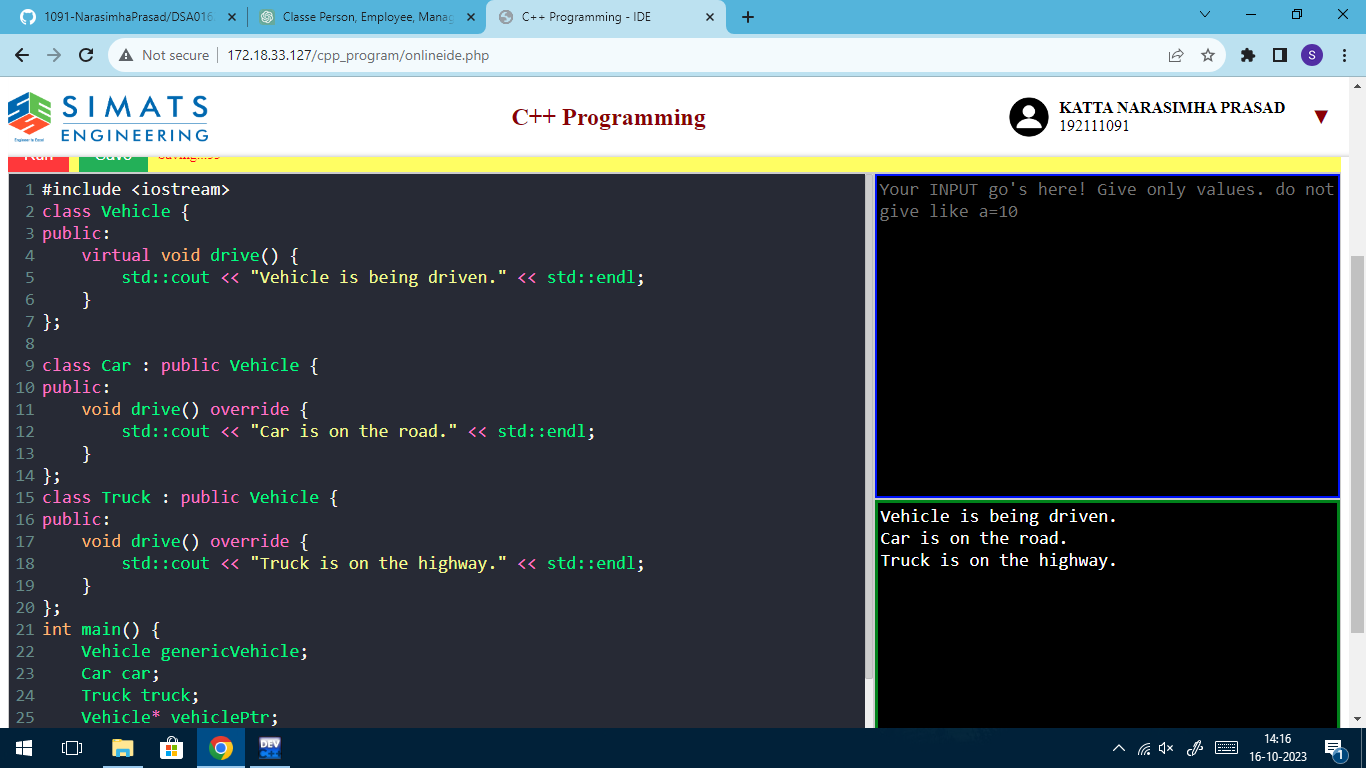 1091-NarasimhaPrasad/DSA016
Classe Person, Employee, Manag
C++ Programming - IDE
Not secure
172.18.33.127/cpp_program/onlineide.php
S
SIMATS
ENGINEERING
Engineer to Excel
C++ Programming
KATTA NARASIMHA PRASAD
192111091
1 #include <iostream>
2 class Vehicle {
3 public:
4     virtual void drive() {
5         std::cout << "Vehicle is being driven." << std::endl;
6     }
7 };
8
9 class Car : public Vehicle {
10 public:
11     void drive() override {
12         std::cout << "Car is on the road." << std::endl;
13     }
14 };
15 class Truck : public Vehicle {
16 public:
17     void drive() override {
18         std::cout << "Truck is on the highway." << std::endl;
19     }
20 };
21 int main() {
22     Vehicle genericVehicle;
23     Car car;
24     Truck truck;
25     Vehicle* vehiclePtr;
Your INPUT go's here! Give only values. do not
give like a=10
Vehicle is being driven.
Car is on the road.
Truck is on the highway.
DEV
14:16
16-10-2023
1